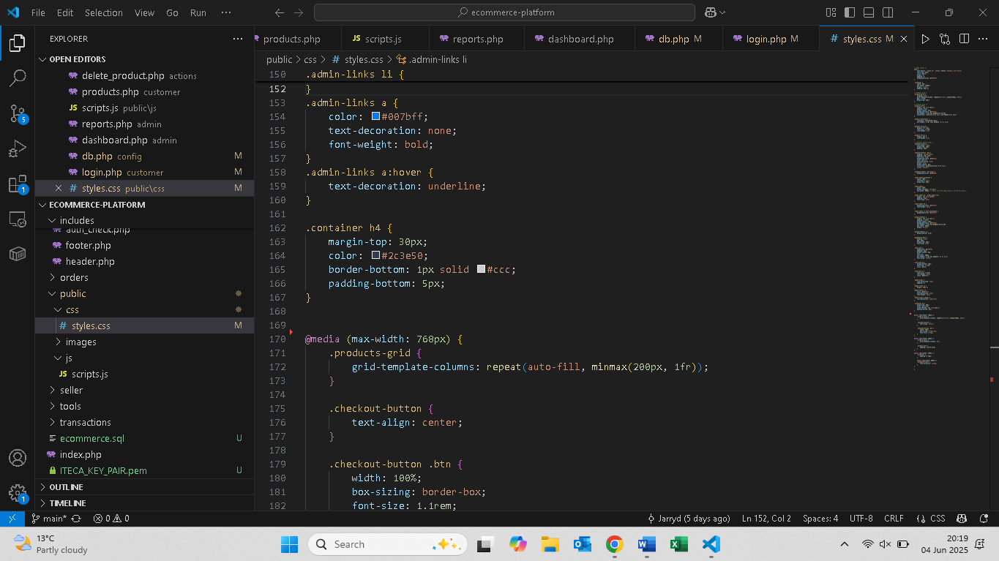 File Edit Selection View Go Run ···
ecommerce-platform
EXPLORER
OPEN EDITORS
delete_product.php actions
products.php customer
JS scripts.js public\js
reports.php admin
dashboard.php admin
db.php config M
login.php customer M
# styles.css public\css M
ECOMMERCE-PLATFORM
includes
auth_check.php
footer.php
header.php
orders
public
css
# styles.css M
images
js
JS scripts.js
seller
tools
transactions
ecommerce.sql U
index.php
ITECA_KEY_PAIR.pem U
OUTLINE
TIMELINE
5
1
1
products.php JS scripts.js reports.php dashboard.php db.php M login.php M # styles.css M
public > css > # styles.css > .admin-links li
150 .admin-links li {
152 }
153 .admin-links a {
154 color: #007bff;
155 text-decoration: none;
156 font-weight: bold;
157 }
158 .admin-links a:hover {
159 text-decoration: underline;
160 }
161
162 .container h4 {
163 margin-top: 30px;
164 color: #2c3e50;
165 border-bottom: 1px solid #ccc;
166 padding-bottom: 5px;
167 }
168
169
170 @media (max-width: 768px) {
171 .products-grid {
172 grid-template-columns: repeat(auto-fill, minmax(200px, 1fr));
173 }
174
175 .checkout-button {
176 text-align: center;
177 }
178
179 .checkout-button .btn {
180 width: 100%;
181 box-sizing: border-box;
182 font-size: 1.1rem;
main* 0 0 Jarryd (5 days ago) Ln 152, Col 2 Spaces: 4 UTF-8 CRLF {} CSS
13°C
Partly cloudy
Search
20:19
04 Jun 2025